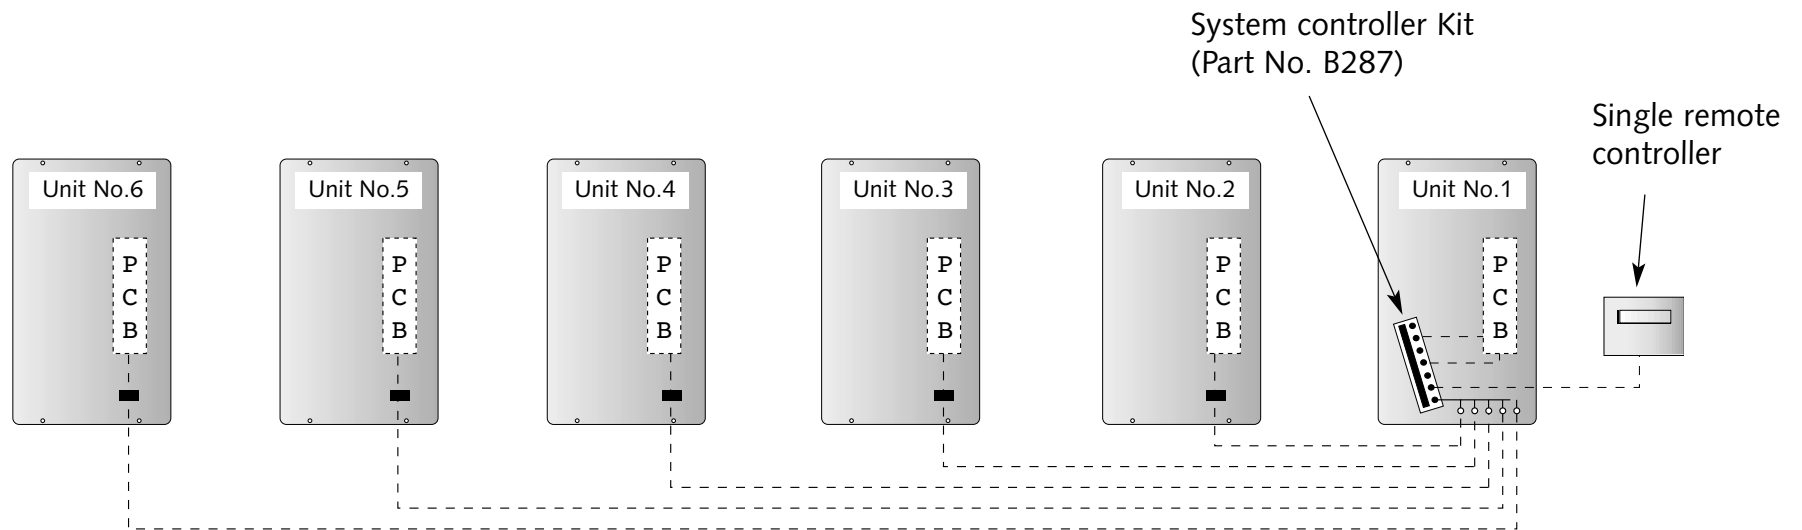 System controller Kit
(Part No. B287)
Single remote
controller
Unit No.6
Unit No.5
Unit No.4
Unit No.3
Unit No.2
Unit No.1
P
C
B
P
C
B
P
C
B
P
C
B
P
C
B
P
C
B